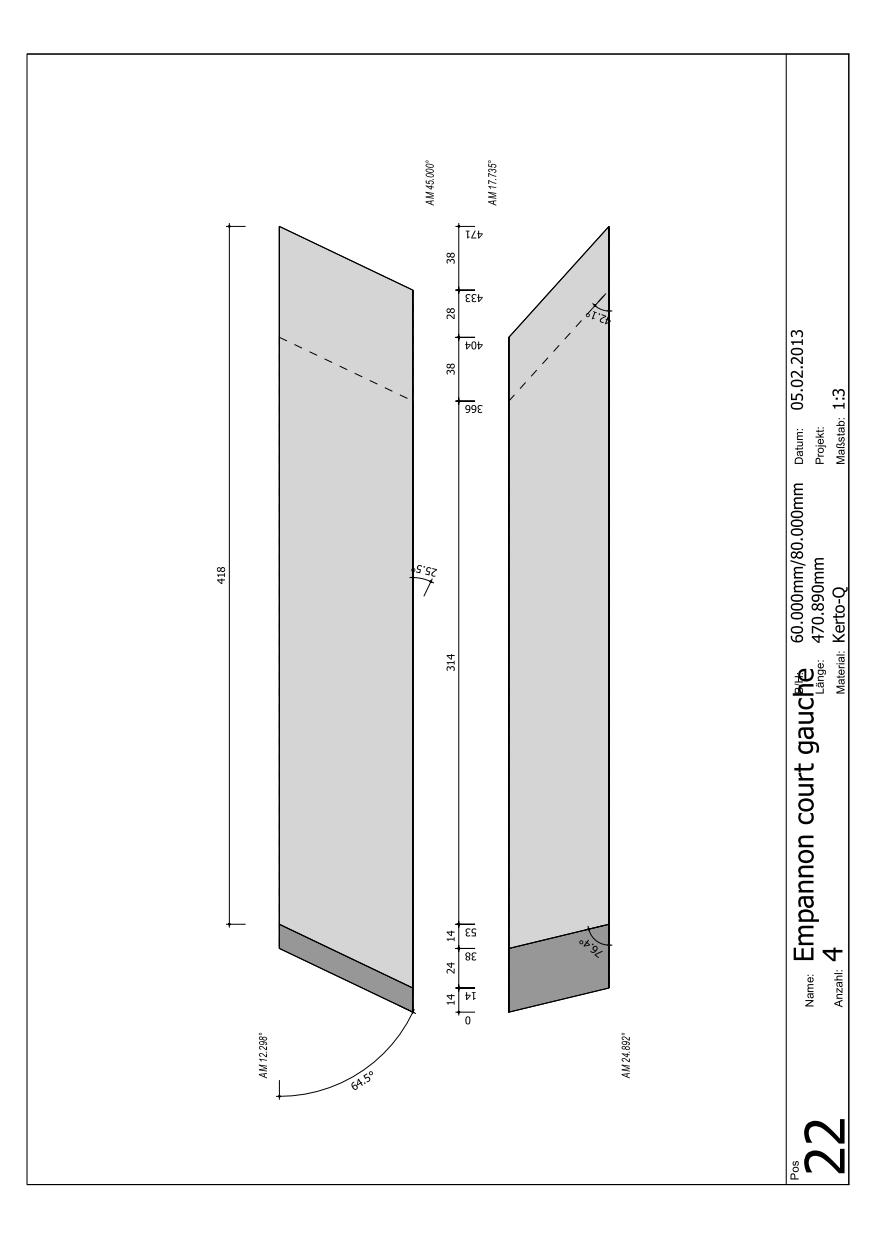 AM 45.000°
AM 17.735°
471
38
433
28
404
38
366
42.1°
418
25.5°
314
53
14
38
24
14
14
0
76.4°
AM 12.298°
AM 24.892°
64.5°
Pos
22
Name: Empannon court gauche
Anzahl: 4
60.000mm/80.000mm
Länge: 470.890mm
Material: Kerto-Q
Datum: 05.02.2013
Projekt:
Maßstab: 1:3